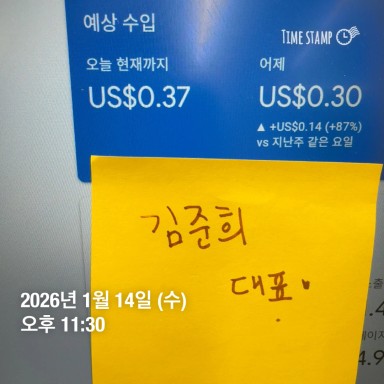 예상 수입
TIME STAMP
오늘 현재까지
어제
US$0.37
US$0.30
▲ +US$0.14 (+87%)
vs 지난주 같은 요일
김준희
대표
2026년 1월 14일 (수)
오후 11:30